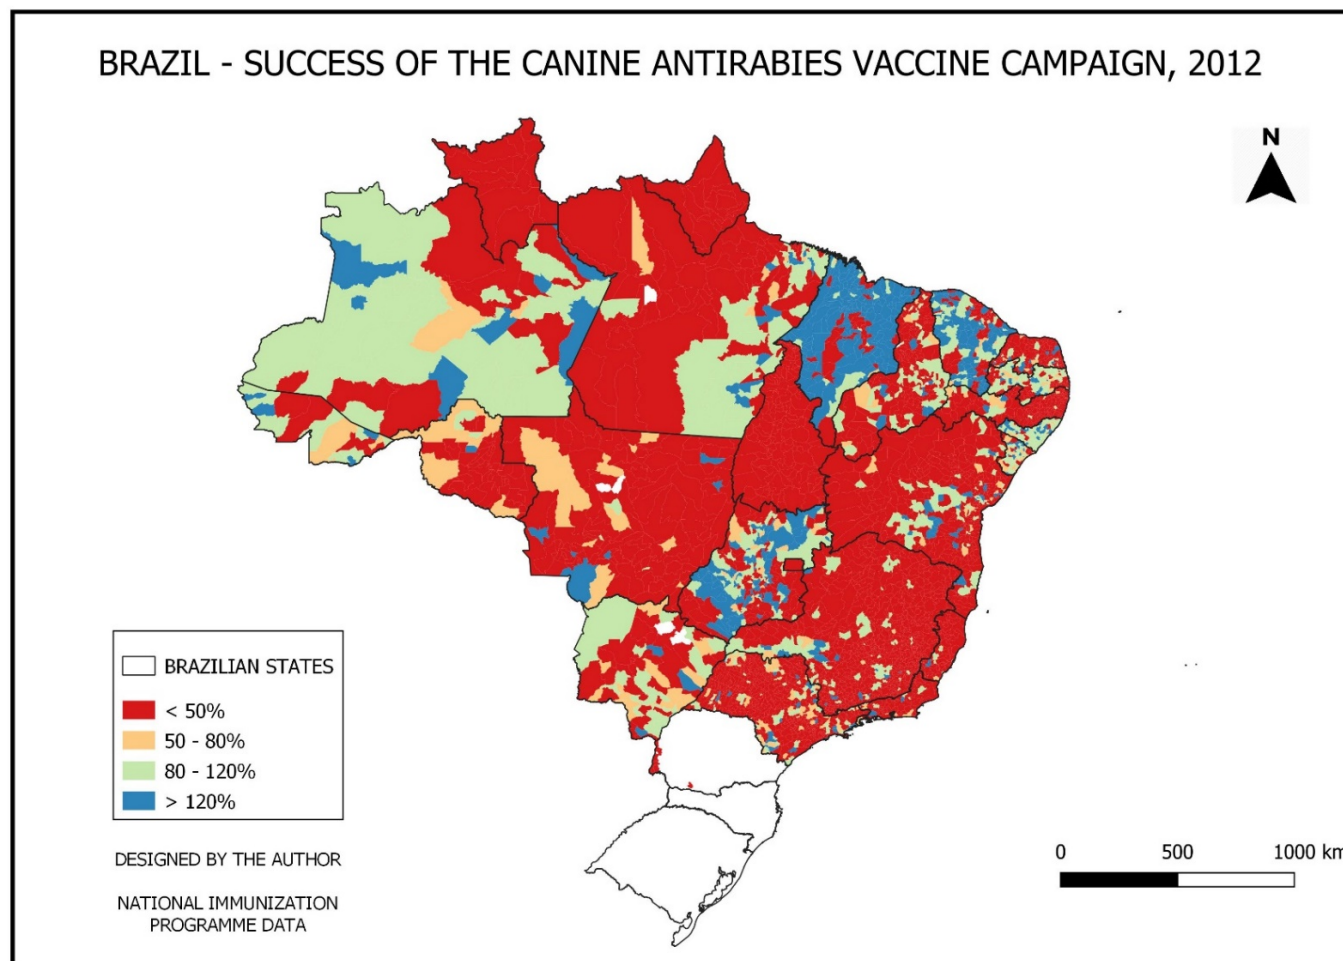 BRAZIL - SUCCESS OF THE CANINE ANTIRABIES VACCINE CAMPAIGN, 2012
N
BRAZILIAN STATES
< 50%
50 - 80%
80 - 120%
> 120%
DESIGNED BY THE AUTHOR
NATIONAL IMMUNIZATION
PROGRAMME DATA
0 500 1000 km